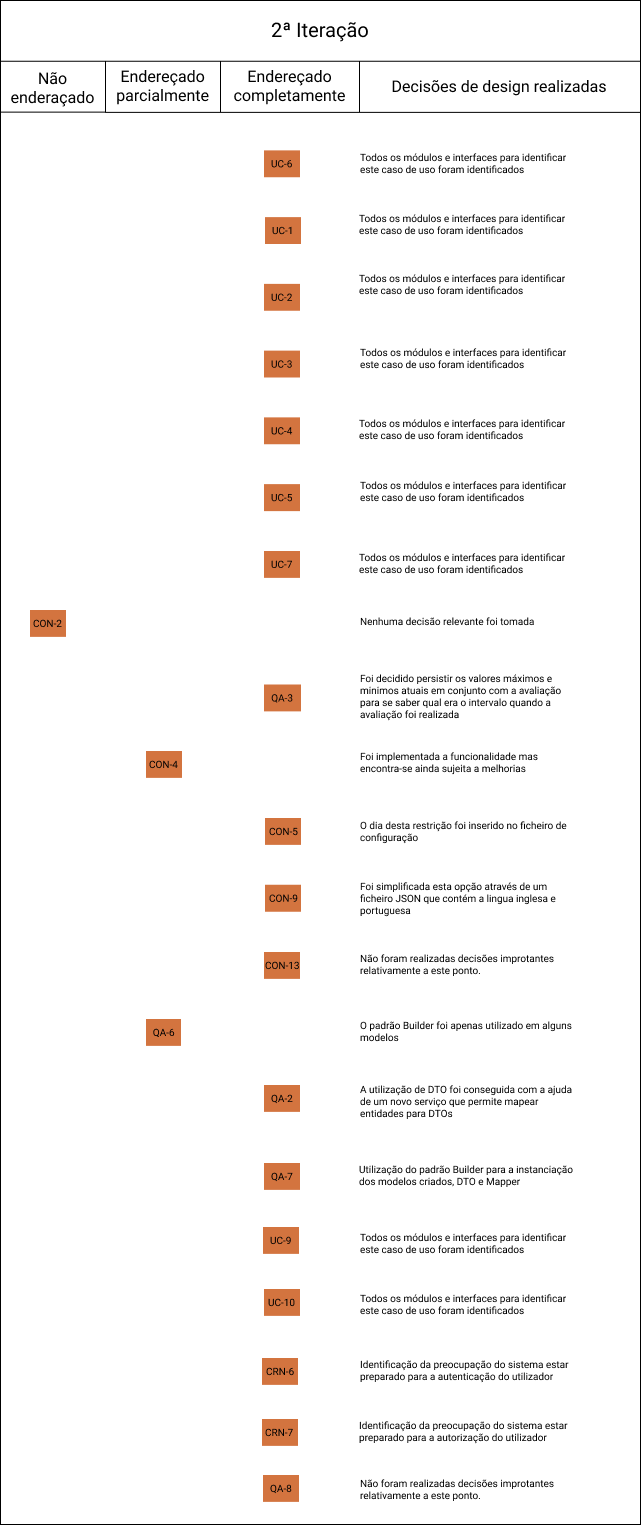 2ª Iteração
Não
enderaçado
Endereçado
parcialmente
Endereçado
completamente
Decisões de design realizadas
UC-6
Todos os módulos e interfaces para identificar
este caso de uso foram identificados
UC-1
Todos os módulos e interfaces para identificar
este caso de uso foram identificados
UC-2
Todos os módulos e interfaces para identificar
este caso de uso foram identificados
UC-3
Todos os módulos e interfaces para identificar
este caso de uso foram identificados
UC-4
Todos os módulos e interfaces para identificar
este caso de uso foram identificados
UC-5
Todos os módulos e interfaces para identificar
este caso de uso foram identificados
UC-7
Todos os módulos e interfaces para identificar
este caso de uso foram identificados
CON-2
Nenhuma decisão relevante foi tomada
QA-3
Foi decidido persistir os valores máximos e
minimos atuais em conjunto com a avaliação
para se saber qual era o intervalo quando a
avaliação foi realizada
CON-4
Foi implementada a funcionalidade mas
encontra-se ainda sujeita a melhorias
CON-5
O dia desta restrição foi inserido no ficheiro de
configuração
CON-9
Foi simplificada esta opção através de um
ficheiro JSON que contém a lingua inglesa e
portuguesa
CON-13
Não foram realizadas decisões improtantes
relativamente a este ponto.
QA-6
O padrão Builder foi apenas utilizado em alguns
modelos
QA-2
A utilização de DTO foi conseguida com a ajuda
de um novo serviço que permite mapear
entidades para DTOs
QA-7
Utilização do padrão Builder para a instanciação
dos modelos criados, DTO e Mapper
UC-9
Todos os módulos e interfaces para identificar
este caso de uso foram identificados
UC-10
Todos os módulos e interfaces para identificar
este caso de uso foram identificados
CRN-6
Identificação da preocupação do sistema estar
preparado para a autenticação do utilizador
CRN-7
Identificação da preocupação do sistema estar
preparado para a autorização do utilizador
QA-8
Não foram realizadas decisões improtantes
relativamente a este ponto.